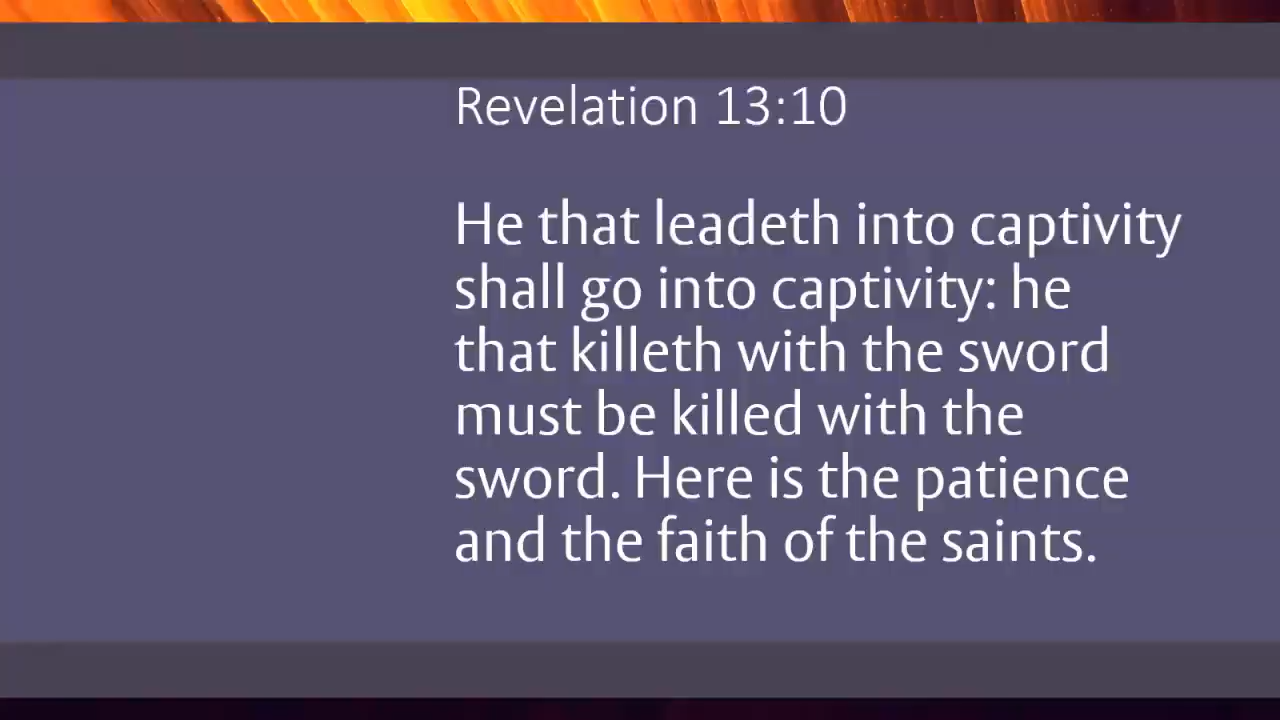 Revelation 13:10
He that leadeth into captivity
shall go into captivity: he
that killeth with the sword
must be killed with the
sword. Here is the patience
and the faith of the saints.